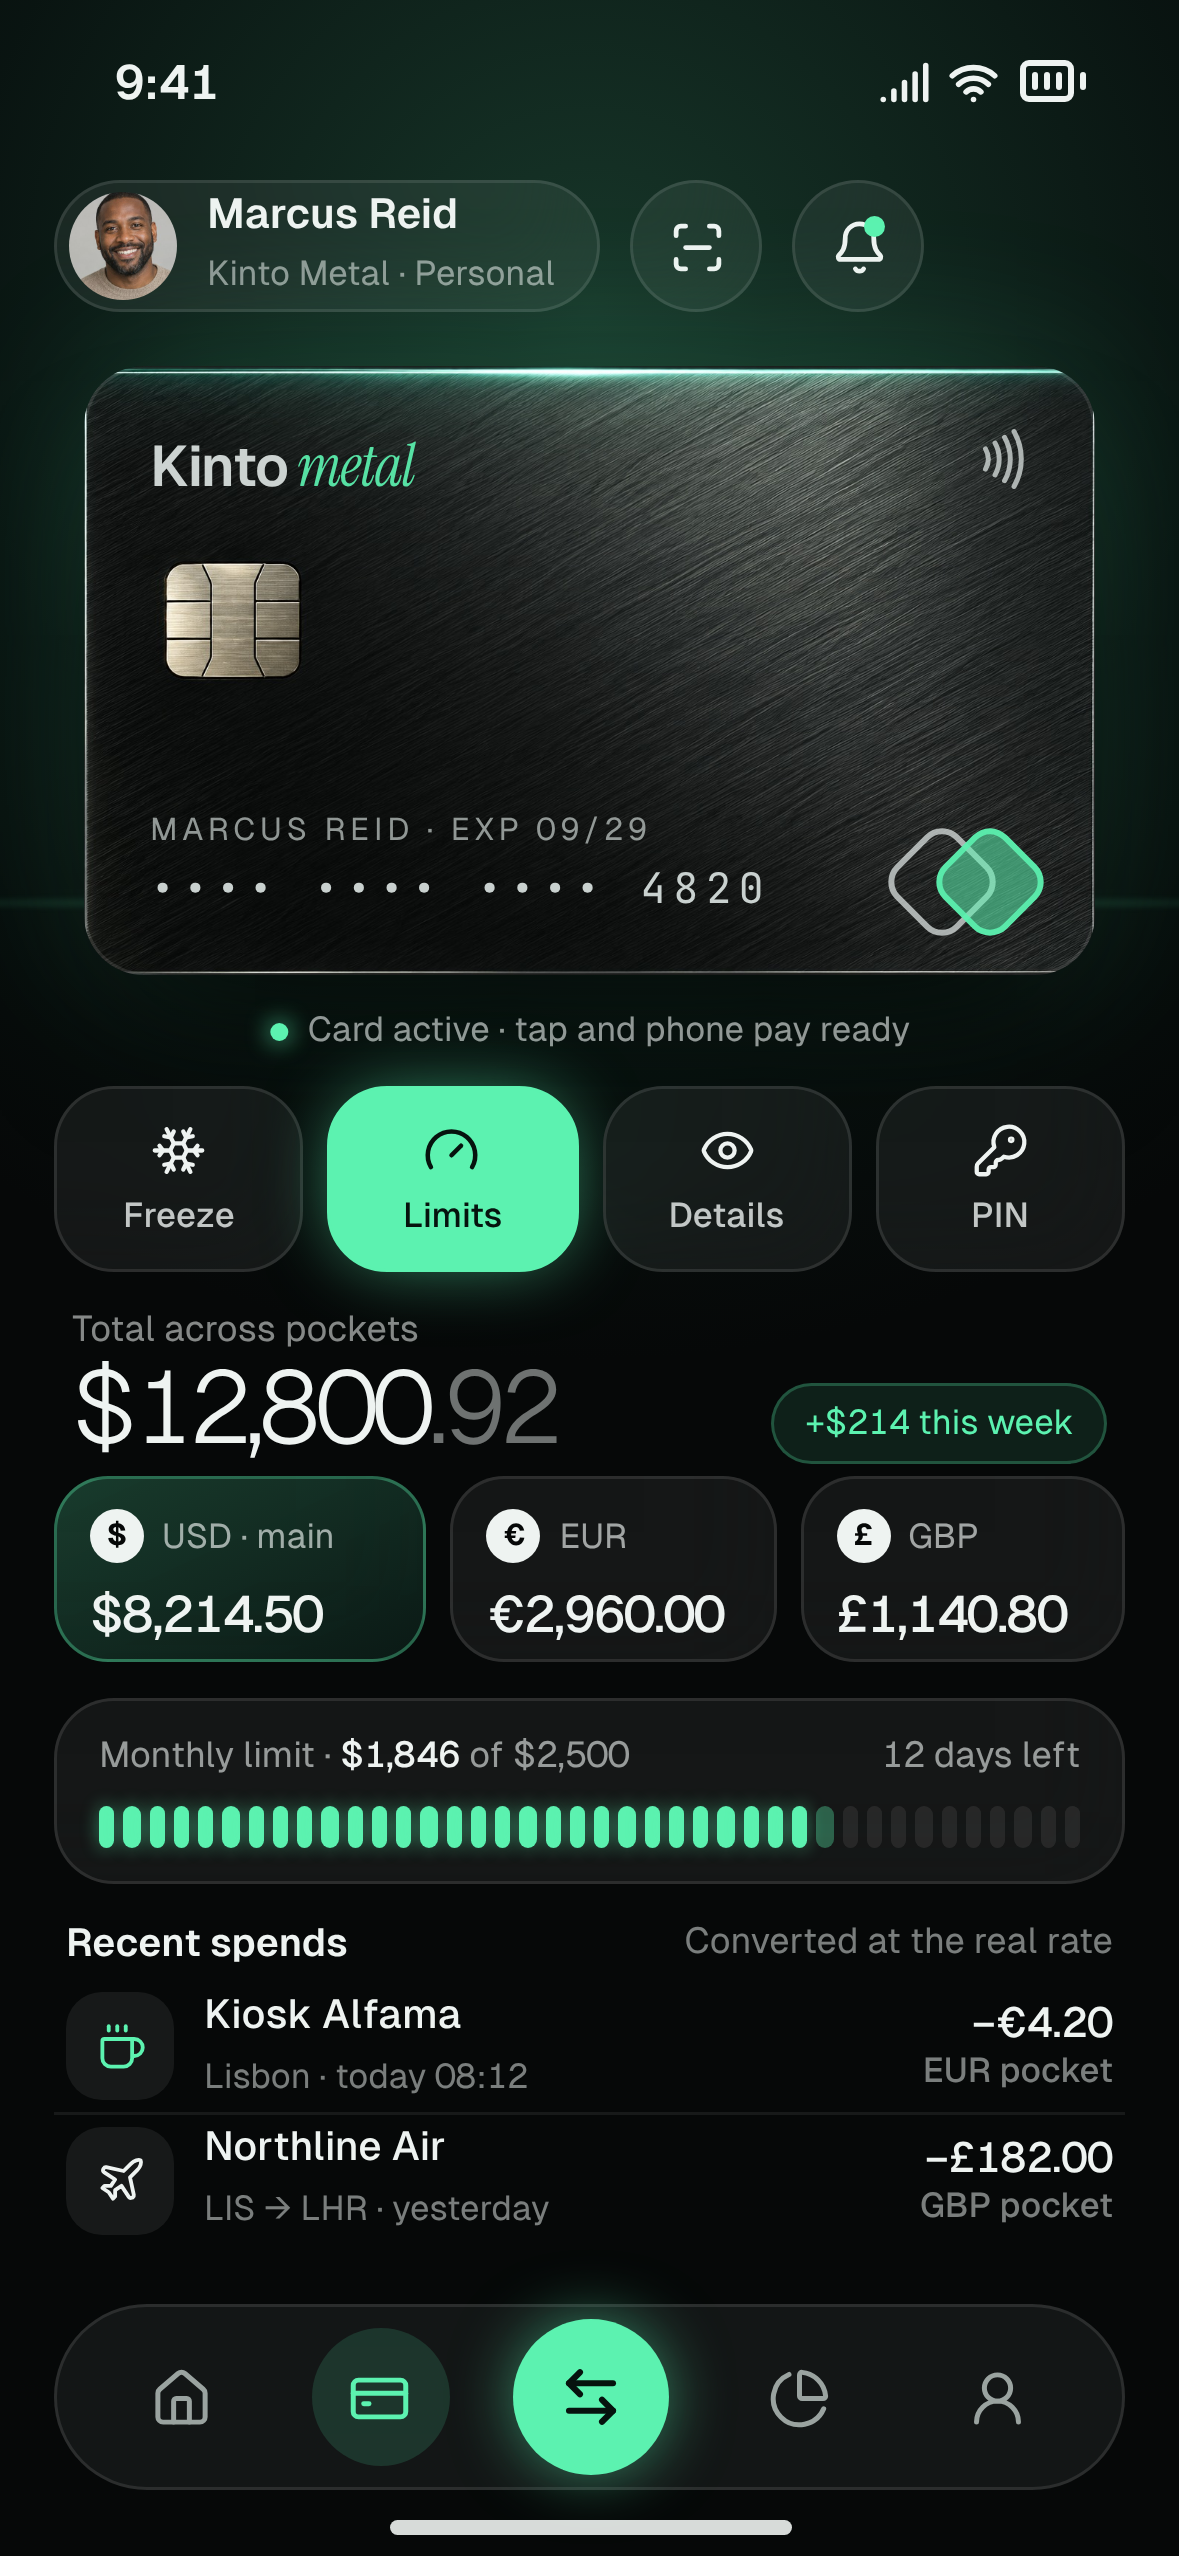 9:41
Marcus Reid
Kinto Metal · Personal
Kinto metal
MARCUS REID · EXP 09/29
•••• •••• •••• 4820
Card active · tap and phone pay ready
Freeze
Limits
Details
PIN
Total across pockets
$12,800.92
+$214 this week
$ USD · main
$8,214.50
€ EUR
€2,960.00
£ GBP
£1,140.80
Monthly limit · $1,846 of $2,500
12 days left
Recent spends
Converted at the real rate
Kiosk Alfama
Lisbon · today 08:12
−€4.20
EUR pocket
Northline Air
LIS → LHR · yesterday
−£182.00
GBP pocket